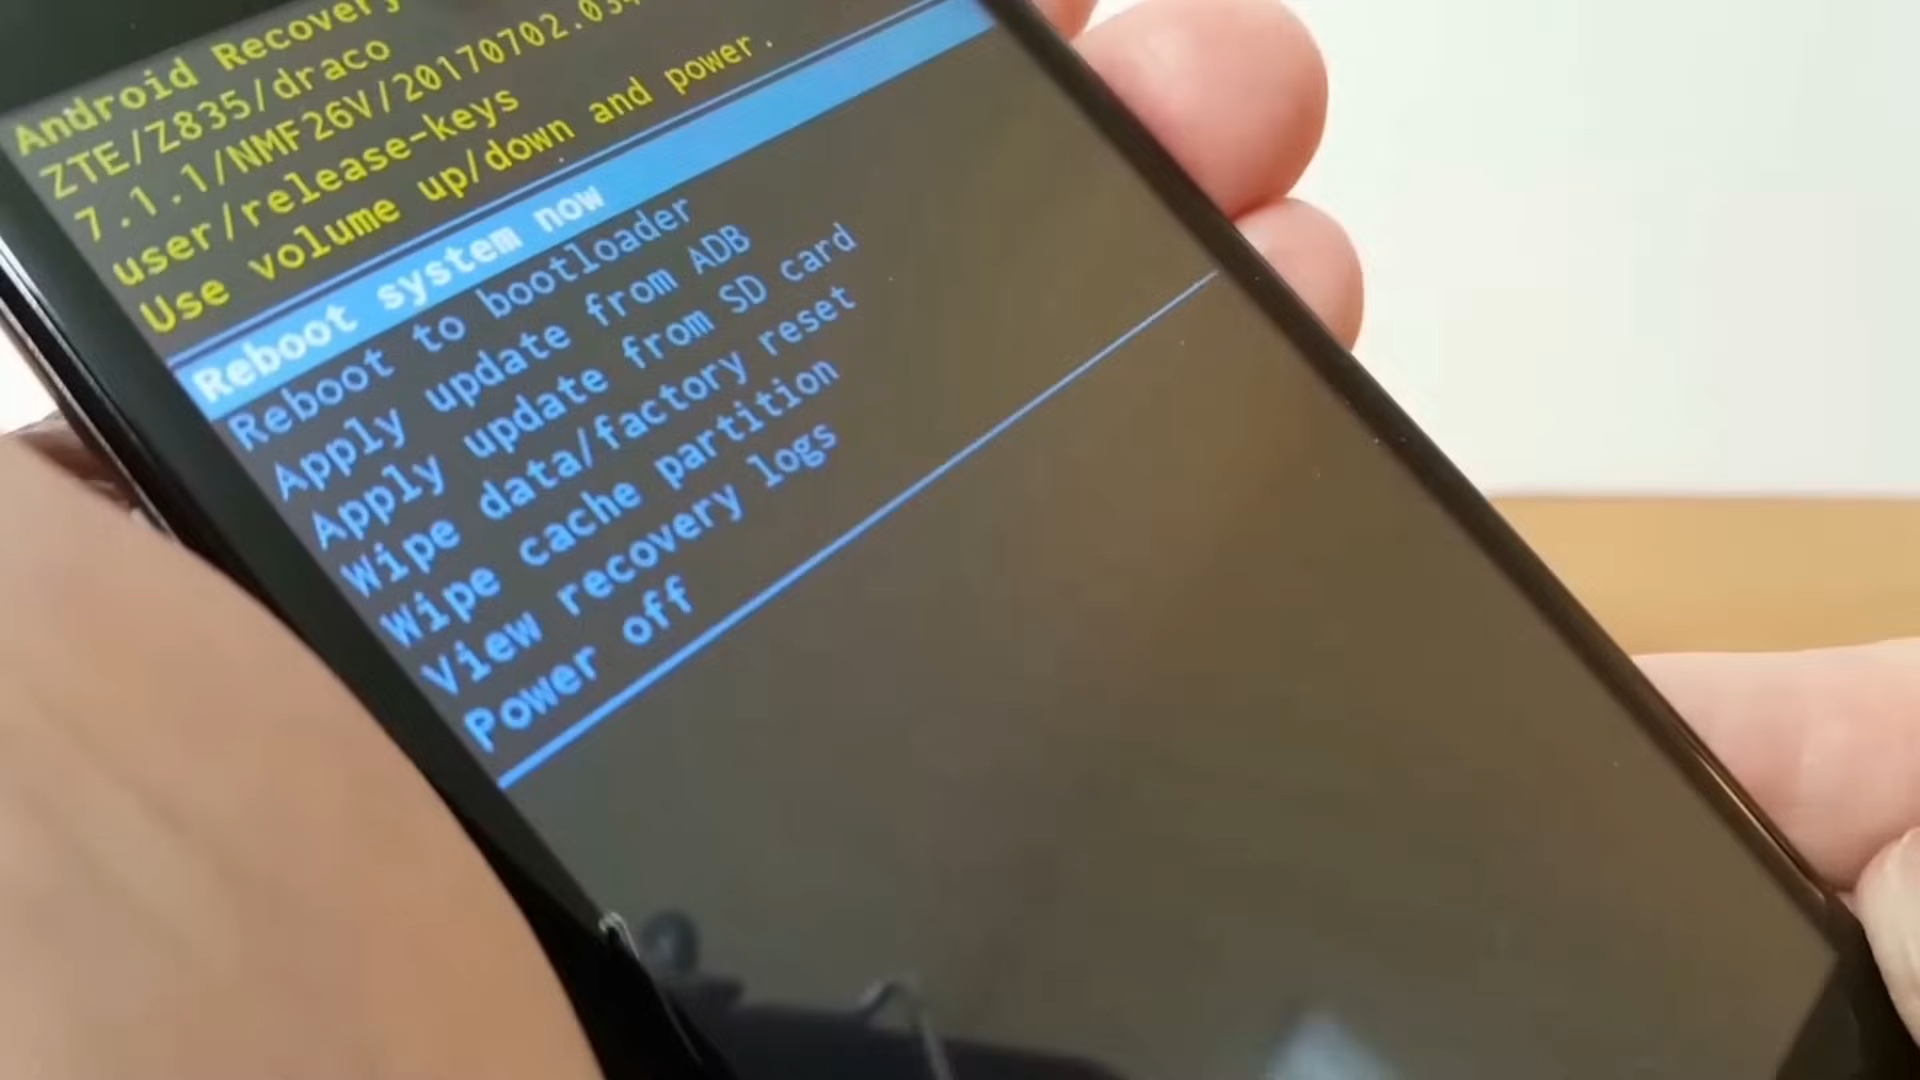 Android Recovery
ZTE/Z835/draco
7.1.1/NMF26V/20170702.034
user/release-keys
Use volume up/down and power.
Reboot system now
Reboot to bootloader
Apply update from ADB
Apply update from SD card
Wipe data/factory reset
Wipe cache partition
View recovery logs
Power off